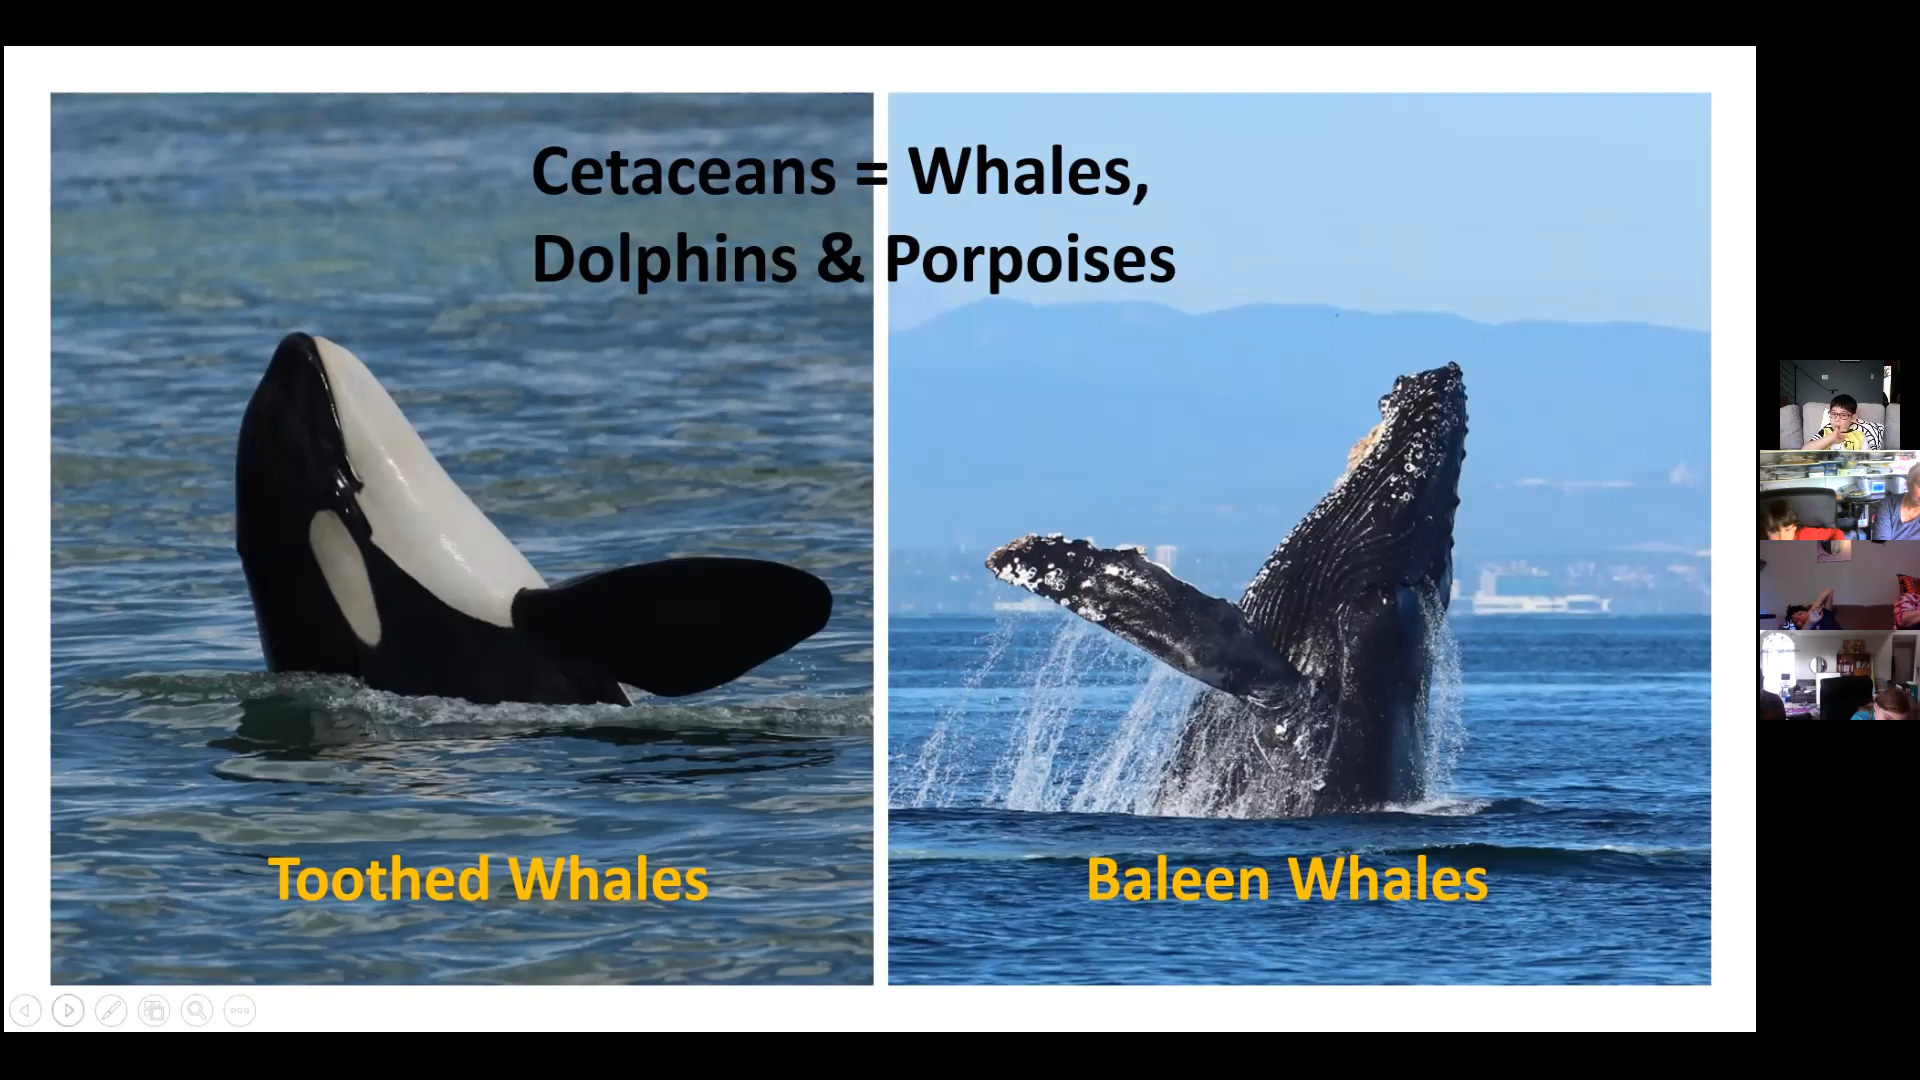 Cetaceans = Whales,
Dolphins & Porpoises
Toothed Whales
Baleen Whales